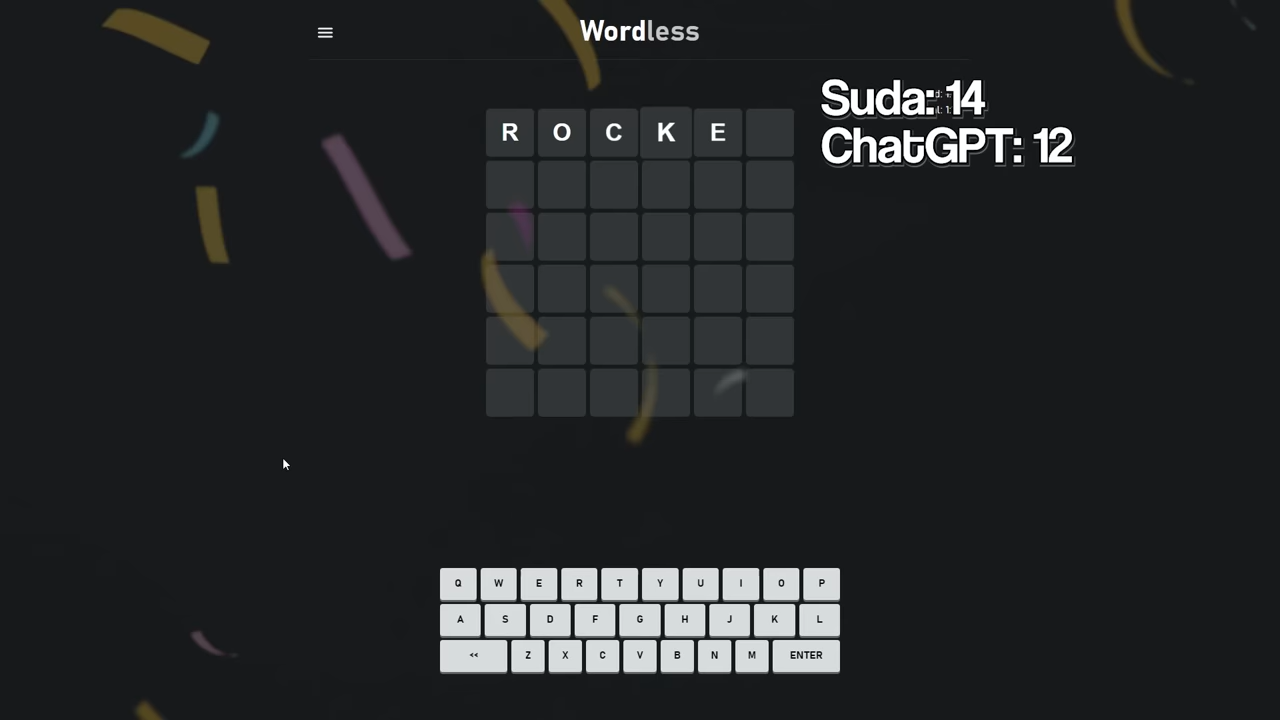 Wordless
Suda: 14
ChatGPT: 12
R O C K E
Q W E R T Y U I O P
A S D F G H J K L
<< Z X C V B N M ENTER